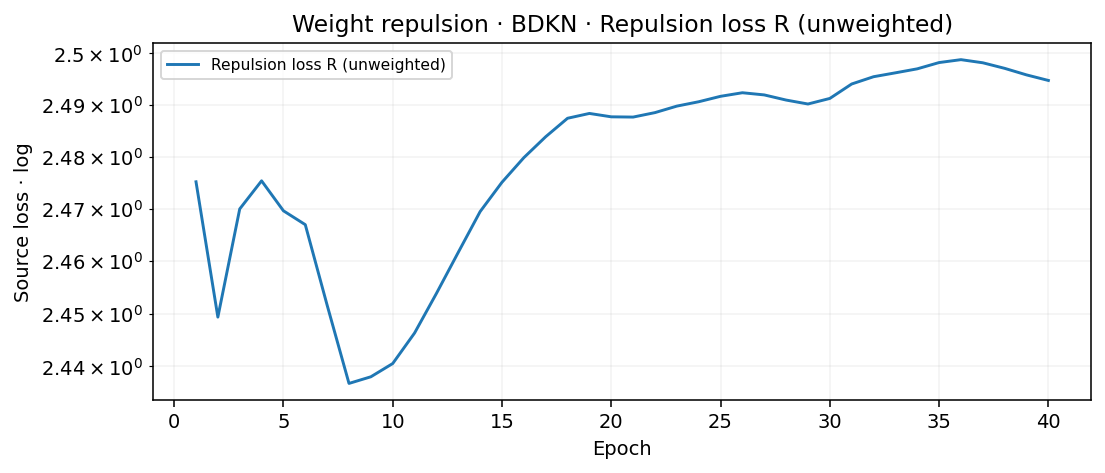 Weight repulsion · BDKN · Repulsion loss R (unweighted)
Repulsion loss R (unweighted)
Source loss · log
2.5 × 10⁰
2.49 × 10⁰
2.48 × 10⁰
2.47 × 10⁰
2.46 × 10⁰
2.45 × 10⁰
2.44 × 10⁰
0 5 10 15 20 25 30 35 40
Epoch